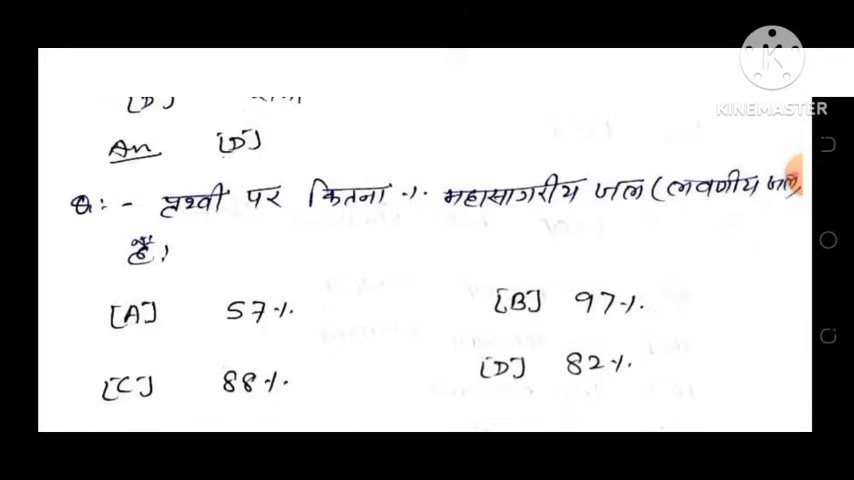 [D]
KINEMASTER
An [D]
Q:- पृथ्वी पर कितना % महासागरीय जल (लवणीय जल)
है।
[A] 57% [B] 97%
[C] 88% [D] 82%